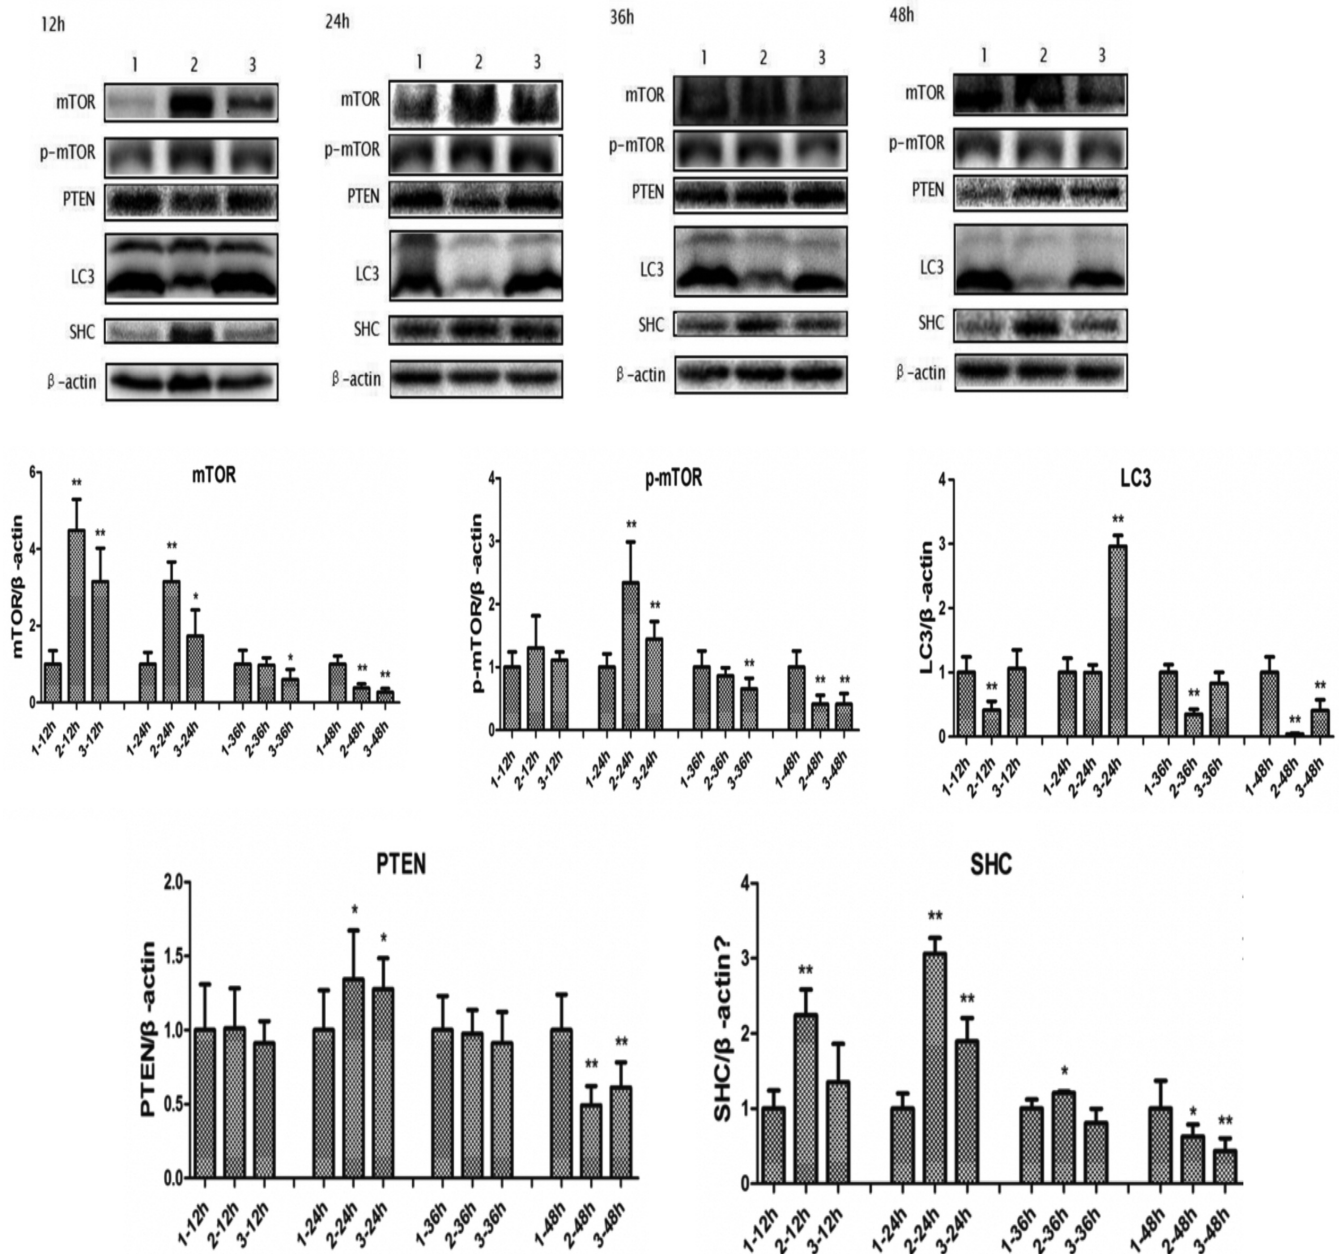 12h
24h
36h
48h
1 2 3
1 2 3
1 2 3
1 2 3
mTOR
p-mTOR
PTEN
LC3
SHC
β-actin
mTOR
p-mTOR
PTEN
LC3
SHC
β-actin
mTOR
p-mTOR
PTEN
LC3
SHC
β-actin
mTOR
p-mTOR
PTEN
LC3
SHC
β-actin
mTOR
mTOR/β-actin
6
4
2
0
** ** ** * * ** **
1-12h 2-12h 3-12h 1-24h 2-24h 3-24h 1-36h 2-36h 3-36h 1-48h 2-48h 3-48h
p-mTOR
p-mTOR/β-actin
4
3
2
1
0
** ** ** ** **
1-12h 2-12h 3-12h 1-24h 2-24h 3-24h 1-36h 2-36h 3-36h 1-48h 2-48h 3-48h
LC3
LC3/β-actin
4
3
2
1
0
** ** ** ** **
1-12h 2-12h 3-12h 1-24h 2-24h 3-24h 1-36h 2-36h 3-36h 1-48h 2-48h 3-48h
PTEN
PTEN/β-actin
2.0
1.5
1.0
0.5
0.0
* * ** **
1-12h 2-12h 3-12h 1-24h 2-24h 3-24h 1-36h 2-36h 3-36h 1-48h 2-48h 3-48h
SHC
SHC/β-actin?
4
3
2
1
0
** ** ** * * **
1-12h 2-12h 3-12h 1-24h 2-24h 3-24h 1-36h 2-36h 3-36h 1-48h 2-48h 3-48h